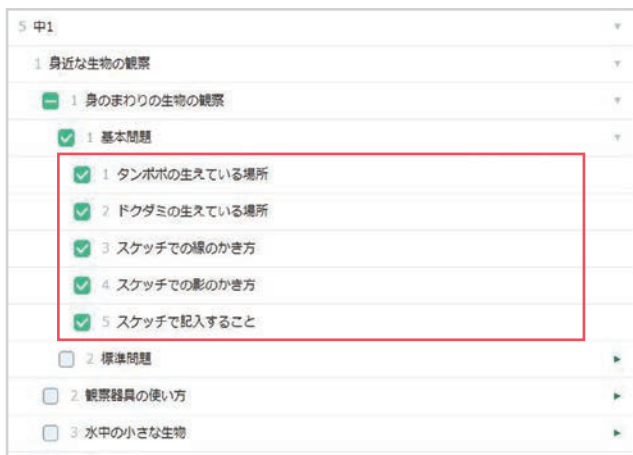 5 中1
1 身近な生物の観察
1 身のまわりの生物の観察
1 基本問題
1 タンポポの生えている場所
2 ドクダミの生えている場所
3 スケッチでの線のかき方
4 スケッチでの影のかき方
5 スケッチで記入すること
2 標準問題
2 観察器具の使い方
3 水中の小さな生物